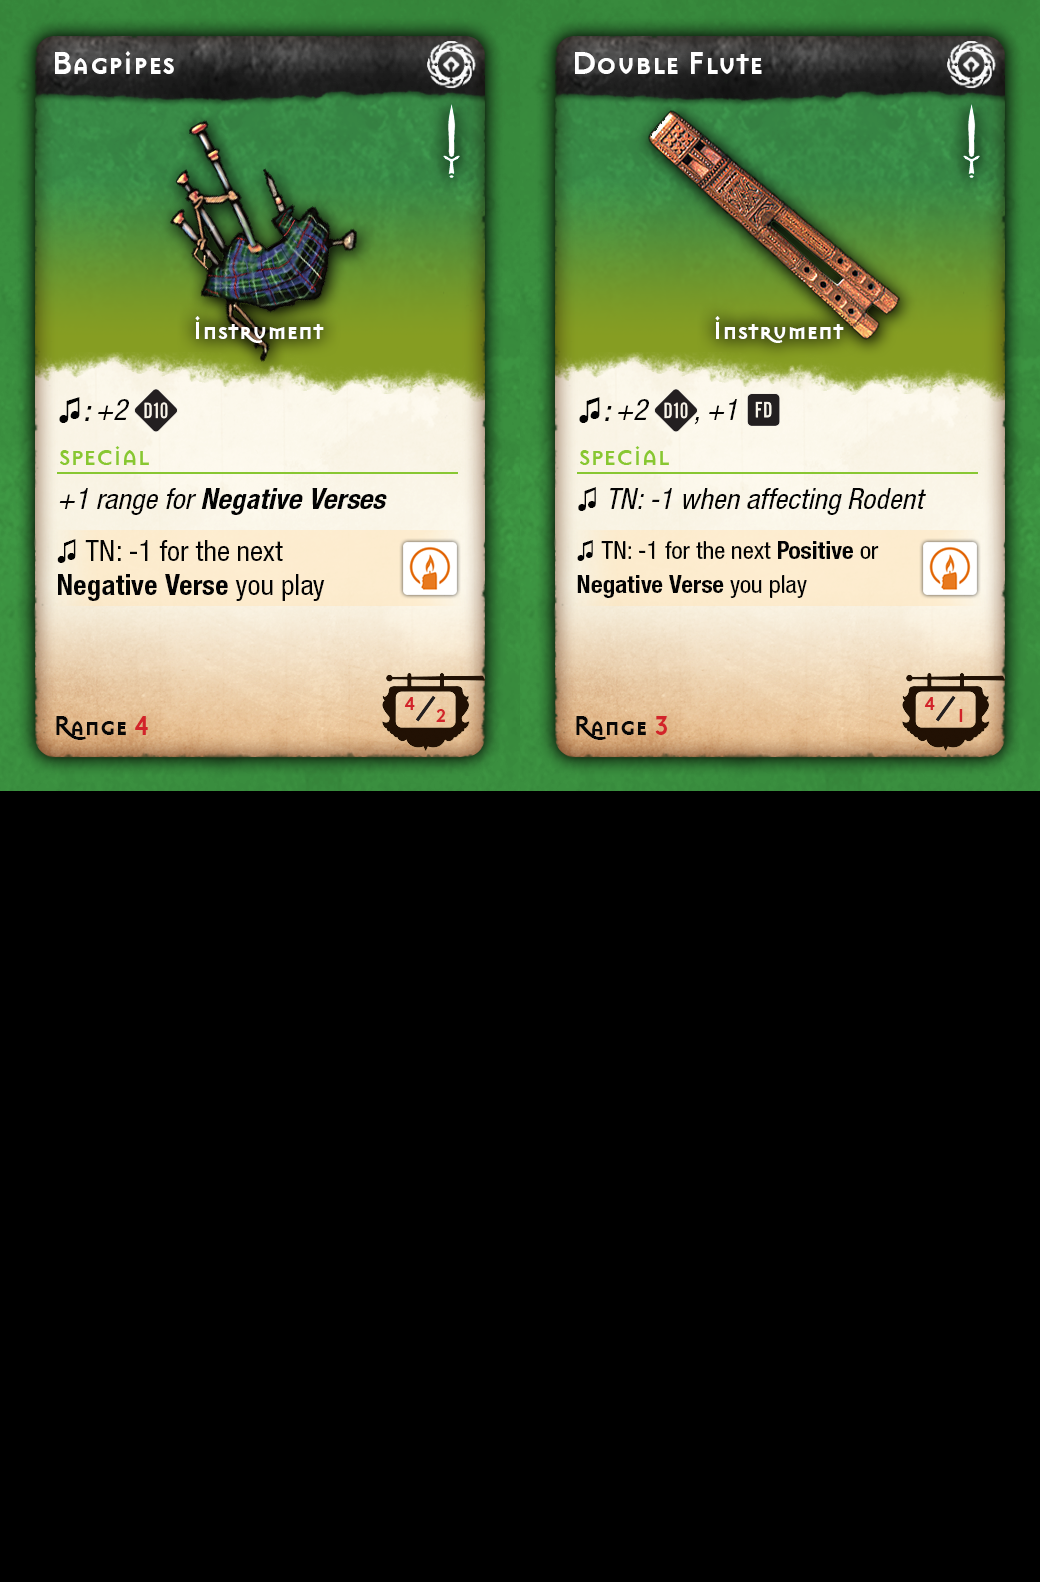 Bagpipes
Instrument
♫: +2 D10
Special
+1 range for Negative Verses
♫ TN: -1 for the next
Negative Verse you play
Range 4
4/2
Double Flute
Instrument
♫: +2 D10, +1 FD
Special
♫ TN: -1 when affecting Rodent
♫ TN: -1 for the next Positive or
Negative Verse you play
Range 3
4/1